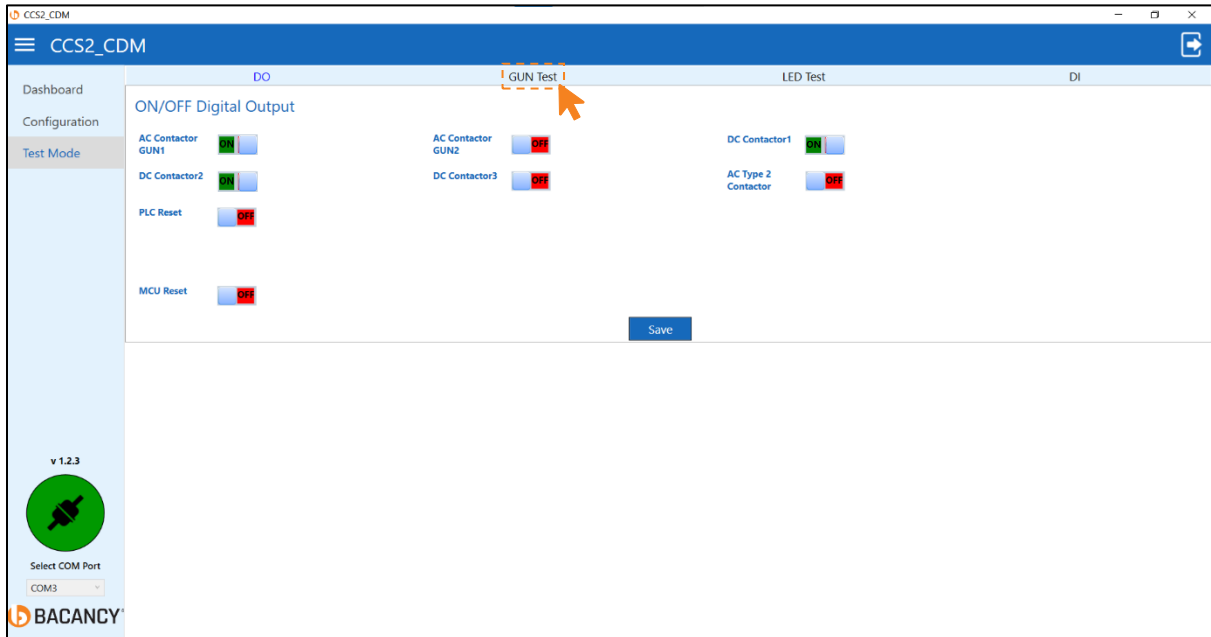 CCS2_CDM
CCS2_CDM
Dashboard
Configuration
Test Mode
DO
GUN Test
LED Test
DI
ON/OFF Digital Output
AC Contactor
GUN1
ON
AC Contactor
GUN2
OFF
DC Contactor1
ON
DC Contactor2
ON
DC Contactor3
OFF
AC Type 2
Contactor
OFF
PLC Reset
OFF
MCU Reset
OFF
Save
v 1.2.3
Select COM Port
COM3
BACANCY